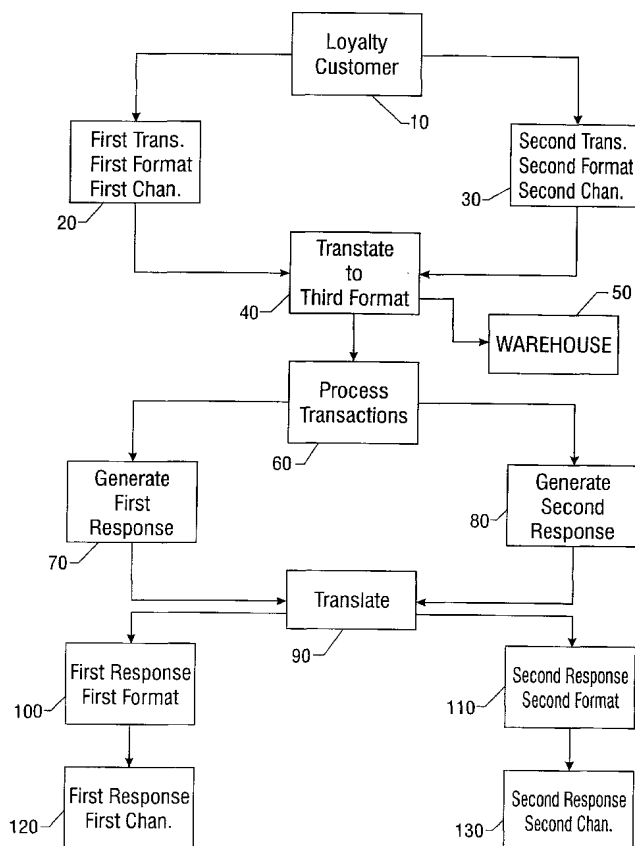 Loyalty
Customer
10
First Trans.
First Format
First Chan.
20
Second Trans.
Second Format
Second Chan.
30
Transtate
to
Third Format
40
50
WAREHOUSE
Process
Transactions
60
Generate
First
Response
70
Generate
Second
Response
80
Translate
90
First Response
First Format
100
Second Response
Second Format
110
First Response
First Chan.
120
Second Response
Second Chan.
130